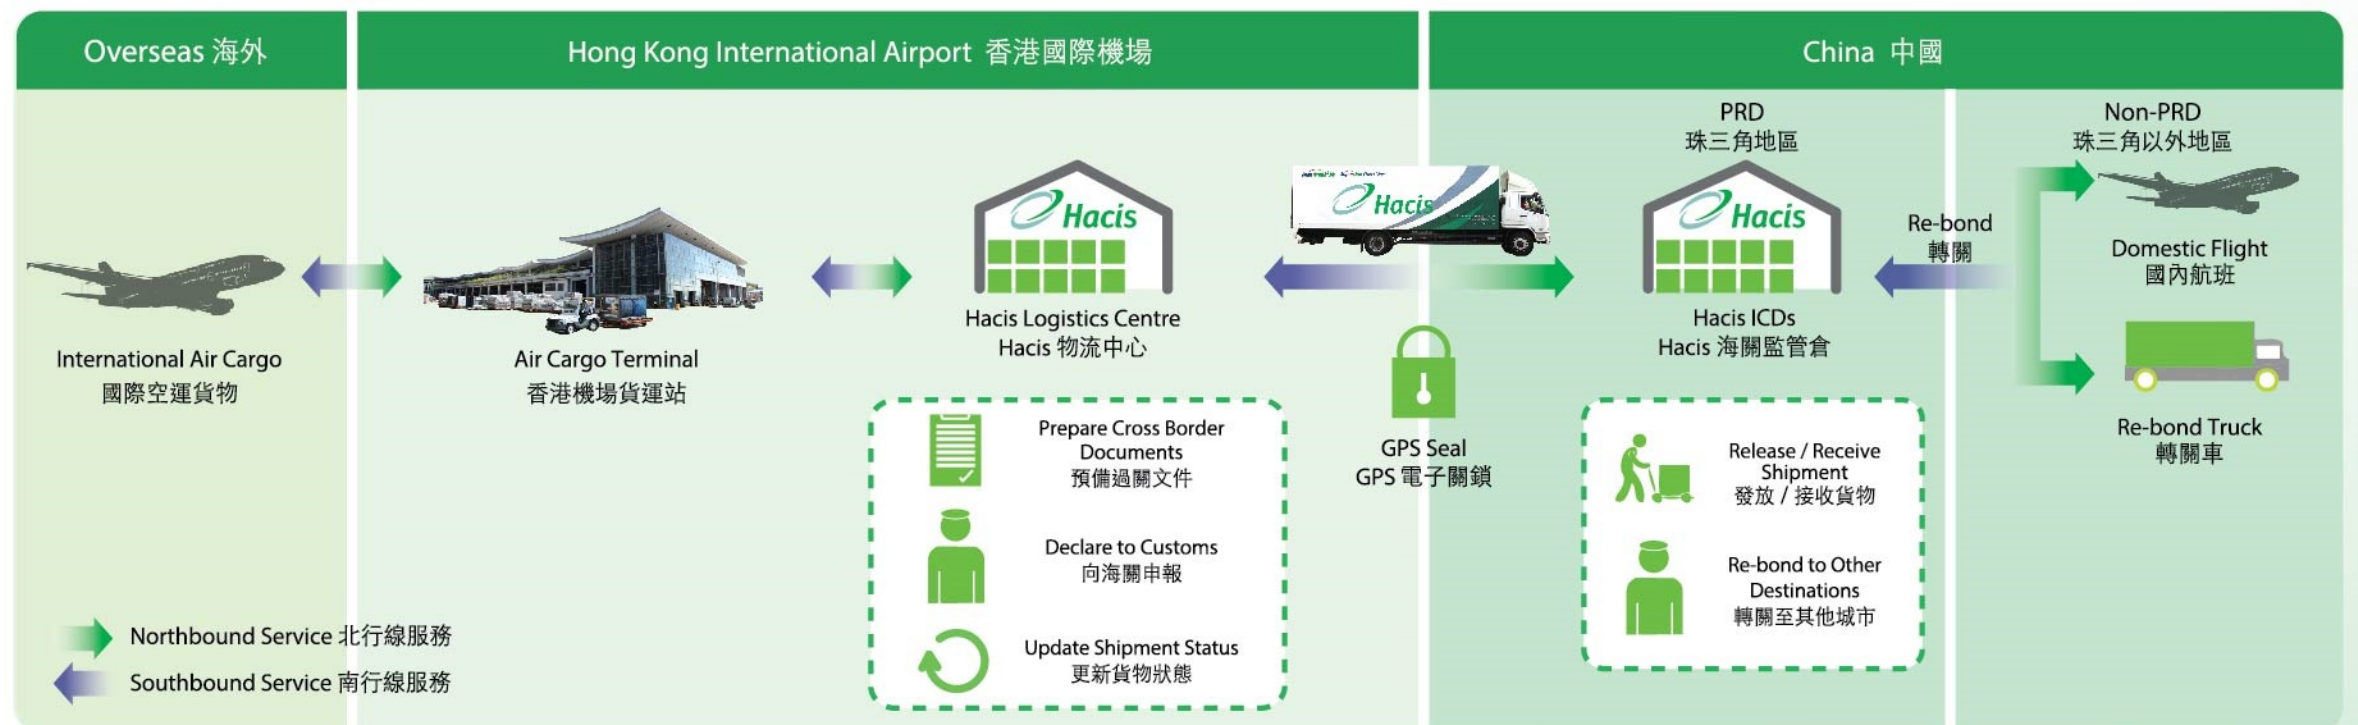 Overseas 海外
Hong Kong International Airport 香港國際機場
China 中國
International Air Cargo
國際空運貨物
Air Cargo Terminal
香港機場貨運站
Hacis
Hacis Logistics Centre
Hacis 物流中心
Prepare Cross Border
Documents
預備過關文件
Declare to Customs
向海關申報
Update Shipment Status
更新貨物狀態
Hacis
GPS Seal
GPS 電子關鎖
PRD
珠三角地區
Hacis
Hacis ICDs
Hacis 海關監管倉
Release / Receive
Shipment
發放 / 接收貨物
Re-bond to Other
Destinations
轉關至其他城市
Re-bond
轉關
Non-PRD
珠三角以外地區
Domestic Flight
國內航班
Re-bond Truck
轉關車
Northbound Service 北行線服務
Southbound Service 南行線服務